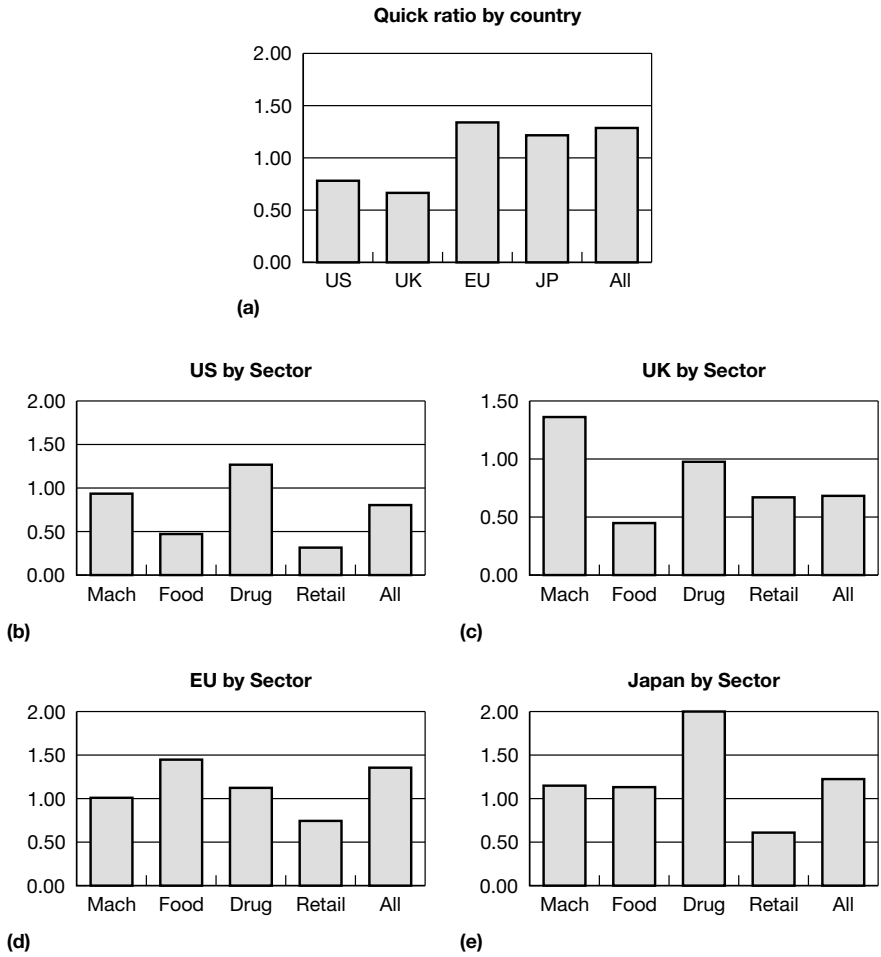 Quick ratio by country
2.00
1.50
1.00
0.50
0.00
US UK EU JP All
(a)
US by Sector
2.00
1.50
1.00
0.50
0.00
Mach Food Drug Retail All
(b)
UK by Sector
1.50
1.00
0.50
0.00
Mach Food Drug Retail All
(c)
EU by Sector
2.00
1.50
1.00
0.50
0.00
Mach Food Drug Retail All
(d)
Japan by Sector
2.00
1.50
1.00
0.50
0.00
Mach Food Drug Retail All
(e)